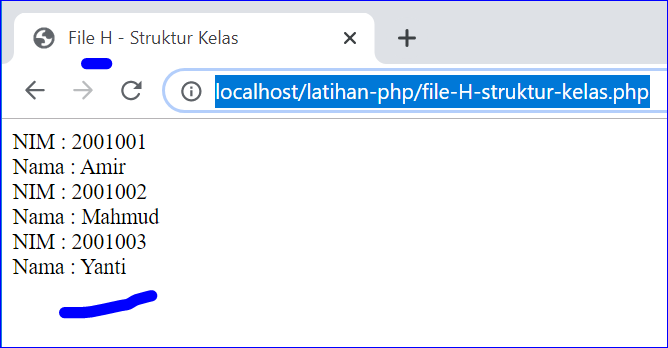 File H - Struktur Kelas
localhost/latihan-php/file-H-struktur-kelas.php
NIM : 2001001
Nama : Amir
NIM : 2001002
Nama : Mahmud
NIM : 2001003
Nama : Yanti